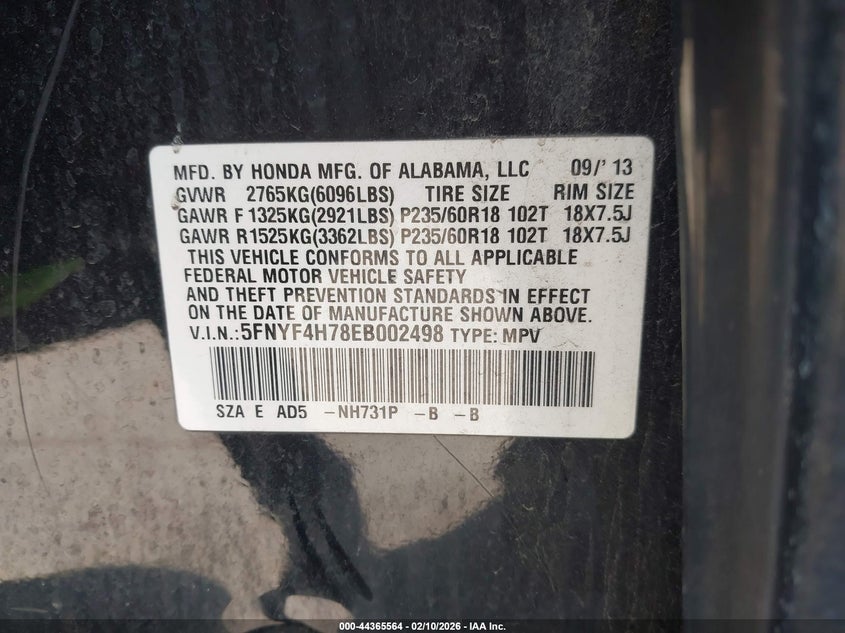 MFD. BY HONDA MFG. OF ALABAMA, LLC 09/' 13
GVWR 2765KG(6096LBS) TIRE SIZE RIM SIZE
GAWR F 1325KG(2921LBS) P235/60R18 102T 18X7.5J
GAWR R1525KG(3362LBS) P235/60R18 102T 18X7.5J
THIS VEHICLE CONFORMS TO ALL APPLICABLE
FEDERAL MOTOR VEHICLE SAFETY
AND THEFT PREVENTION STANDARDS IN EFFECT
ON THE DATE OF MANUFACTURE SHOWN ABOVE.
V.I.N.:5FNYF4H78EB002498 TYPE: MPV
SZA E AD5 -NH731P -B -B
000-44365564 - 02/10/2026 - IAA Inc.